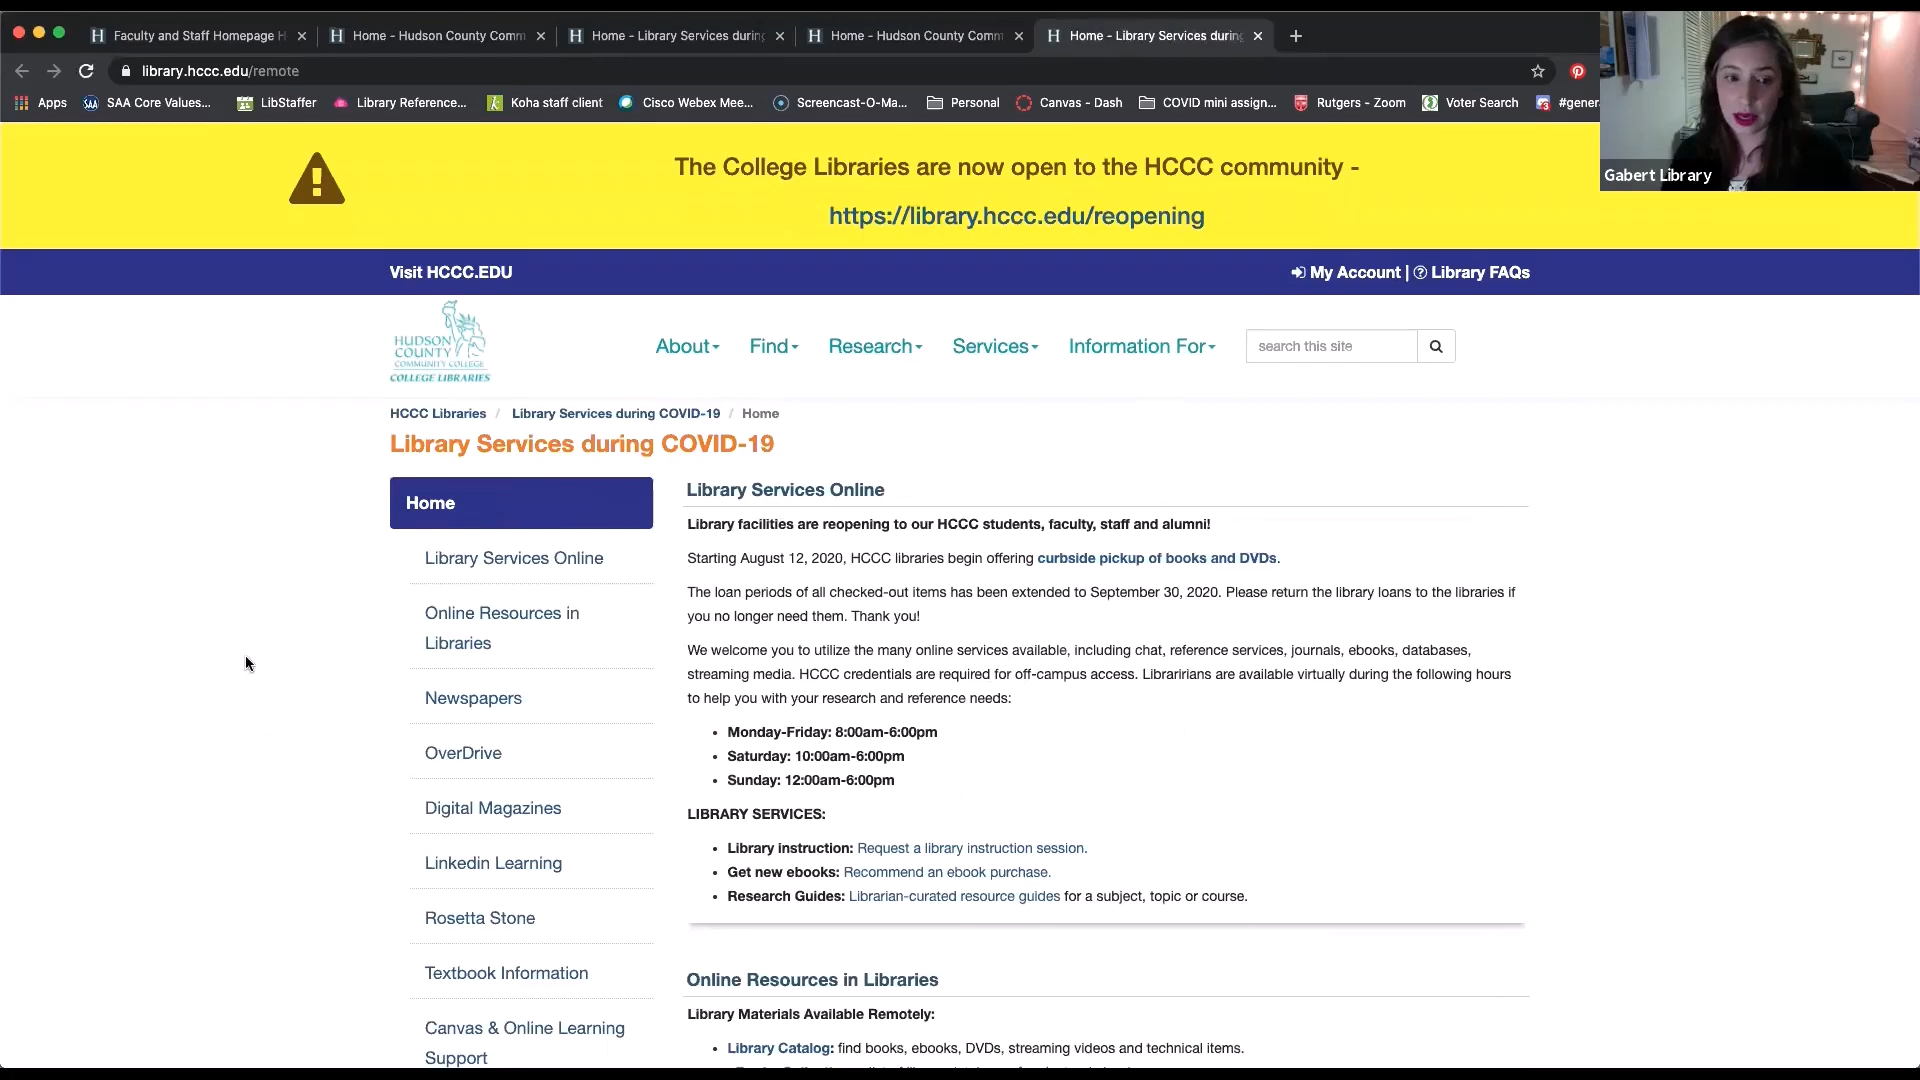 Faculty and Staff Homepage H
Home - Hudson County Comm
Home - Library Services during
Home - Hudson County Comm
Home - Library Services during
library.hccc.edu/remote
Apps
SAA Core Values...
LibStaffer
Library Reference...
Koha staff client
Cisco Webex Mee...
Screencast-O-Ma...
Personal
Canvas - Dash
COVID mini assign...
Rutgers - Zoom
Voter Search
#gener
Gabert Library
The College Libraries are now open to the HCCC community -
https://library.hccc.edu/reopening
Visit HCCC.EDU
My Account | Library FAQs
HUDSON
COUNTY
COMMUNITY COLLEGE
COLLEGE LIBRARIES
About
Find
Research
Services
Information For
search this site
HCCC Libraries / Library Services during COVID-19 / Home
Library Services during COVID-19
Home
Library Services Online
Online Resources in
Libraries
Newspapers
OverDrive
Digital Magazines
Linkedin Learning
Rosetta Stone
Textbook Information
Canvas & Online Learning
Support
Library Services Online
Library facilities are reopening to our HCCC students, faculty, staff and alumni!
Starting August 12, 2020, HCCC libraries begin offering curbside pickup of books and DVDs.
The loan periods of all checked-out items has been extended to September 30, 2020. Please return the library loans to the libraries if
you no longer need them. Thank you!
We welcome you to utilize the many online services available, including chat, reference services, journals, ebooks, databases,
streaming media. HCCC credentials are required for off-campus access. Libraririans are available virtually during the following hours
to help you with your research and reference needs:
• Monday-Friday: 8:00am-6:00pm
• Saturday: 10:00am-6:00pm
• Sunday: 12:00am-6:00pm
LIBRARY SERVICES:
• Library instruction: Request a library instruction session.
• Get new ebooks: Recommend an ebook purchase.
• Research Guides: Librarian-curated resource guides for a subject, topic or course.
Online Resources in Libraries
Library Materials Available Remotely:
• Library Catalog: find books, ebooks, DVDs, streaming videos and technical items.